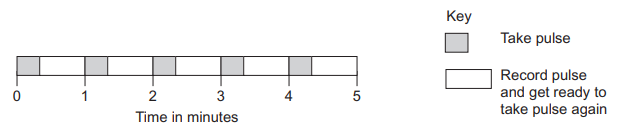 Key
Take pulse
Record pulse
and get ready to
take pulse again
0 1 2 3 4 5
Time in minutes